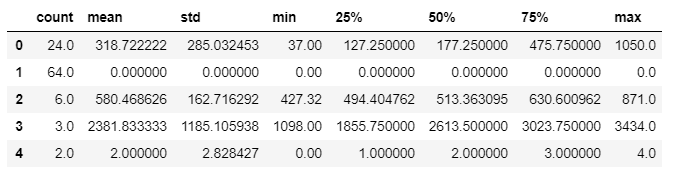 count mean std min 25% 50% 75% max
0 24.0 318.722222 285.032453 37.00 127.250000 177.250000 475.750000 1050.0
1 64.0 0.000000 0.000000 0.00 0.000000 0.000000 0.000000 0.0
2 6.0 580.468626 162.716292 427.32 494.404762 513.363095 630.600962 871.0
3 3.0 2381.833333 1185.105938 1098.00 1855.750000 2613.500000 3023.750000 3434.0
4 2.0 2.000000 2.828427 0.00 1.000000 2.000000 3.000000 4.0